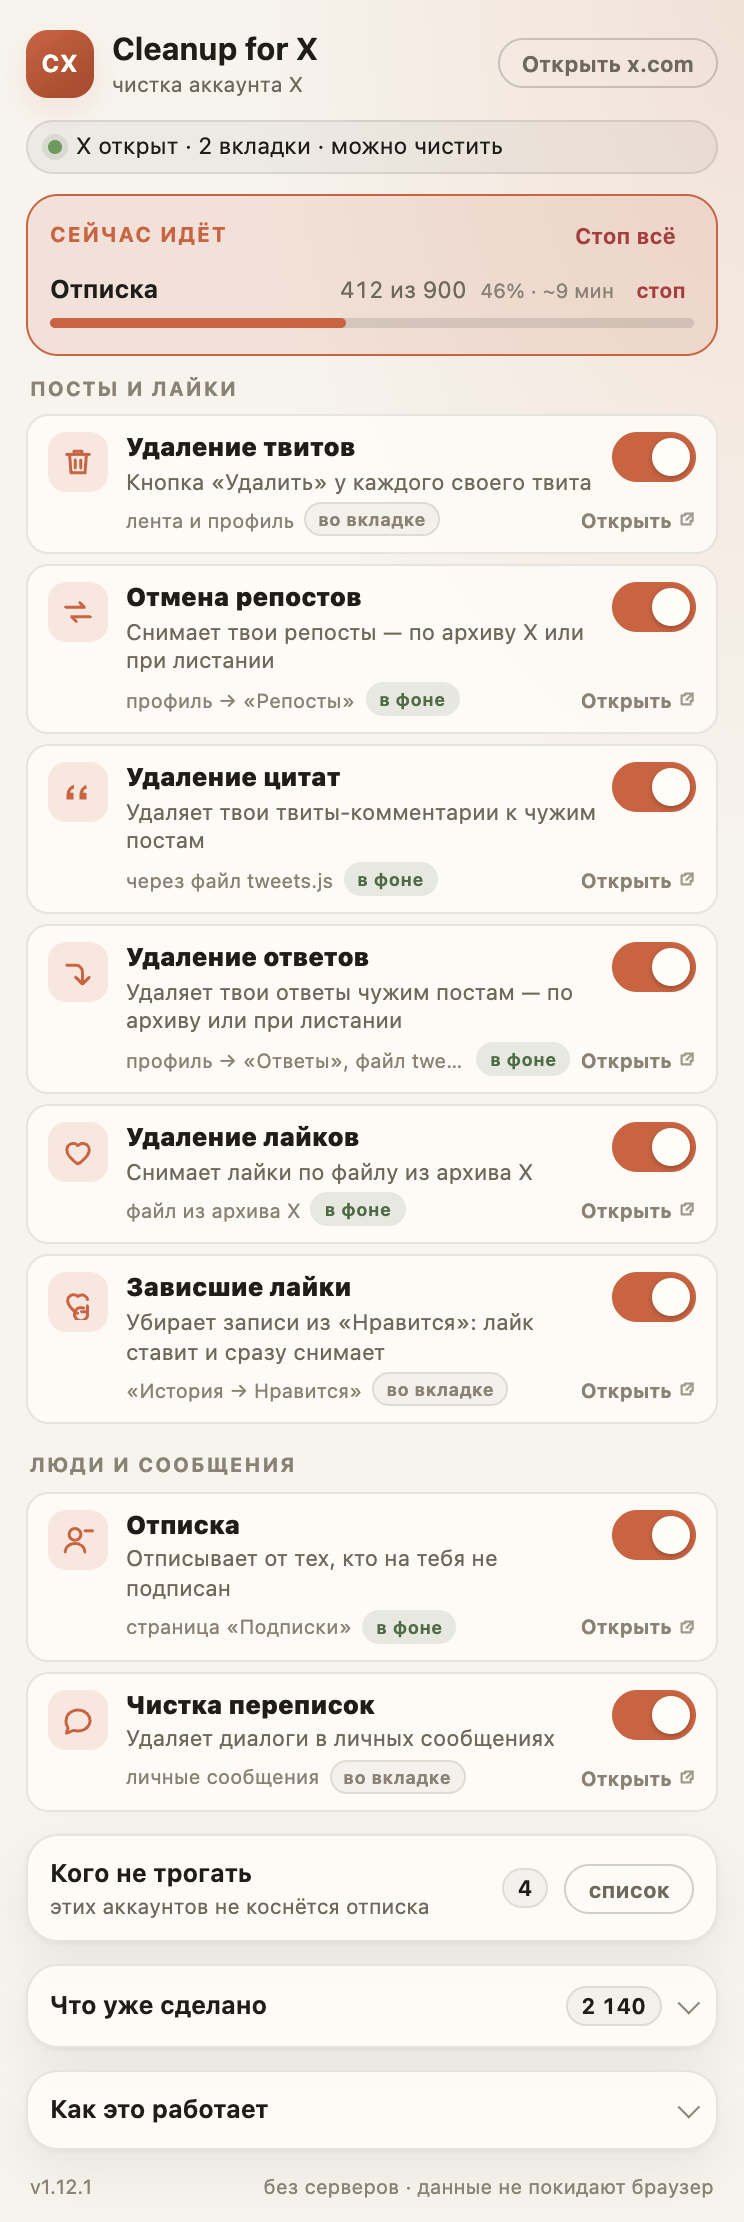 CX
Cleanup for X
чистка аккаунта X
Открыть x.com
X открыт · 2 вкладки · можно чистить
СЕЙЧАС ИДЁТ
Стоп всё
Отписка
412 из 900 46% · ~9 мин стоп
ПОСТЫ И ЛАЙКИ
Удаление твитов
Кнопка «Удалить» у каждого своего твита
лента и профиль во вкладке Открыть
Отмена репостов
Снимает твои репосты — по архиву X или
при листании
профиль → «Репосты» в фоне Открыть
Удаление цитат
Удаляет твои твиты-комментарии к чужим
постам
через файл tweets.js в фоне Открыть
Удаление ответов
Удаляет твои ответы чужим постам — по
архиву или при листании
профиль → «Ответы», файл twe... в фоне Открыть
Удаление лайков
Снимает лайки по файлу из архива X
файл из архива X в фоне Открыть
Зависшие лайки
Убирает записи из «Нравится»: лайк
ставит и сразу снимает
«История → Нравится» во вкладке Открыть
ЛЮДИ И СООБЩЕНИЯ
Отписка
Отписывает от тех, кто на тебя не
подписан
страница «Подписки» в фоне Открыть
Чистка переписок
Удаляет диалоги в личных сообщениях
личные сообщения во вкладке Открыть
Кого не трогать
этих аккаунтов не коснётся отписка
4 список
Что уже сделано 2 140
Как это работает
v1.12.1 без серверов · данные не покидают браузер